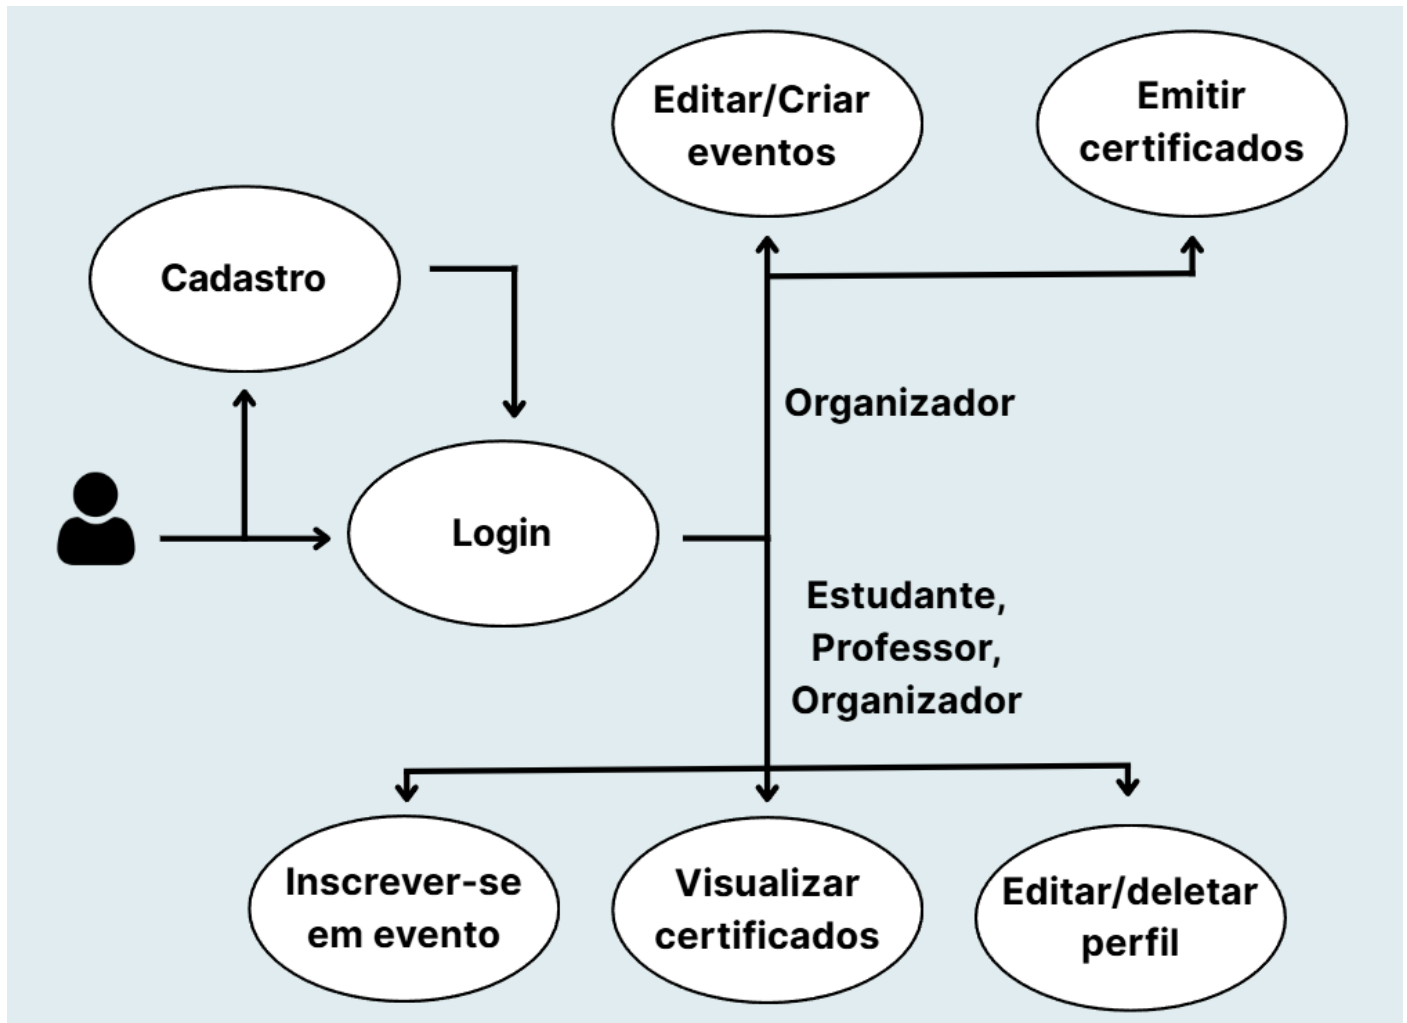 Editar/Criar
eventos
Emitir
certificados
Cadastro
Organizador
Login
Estudante,
Professor,
Organizador
Inscrever-se
em evento
Visualizar
certificados
Editar/deletar
perfil